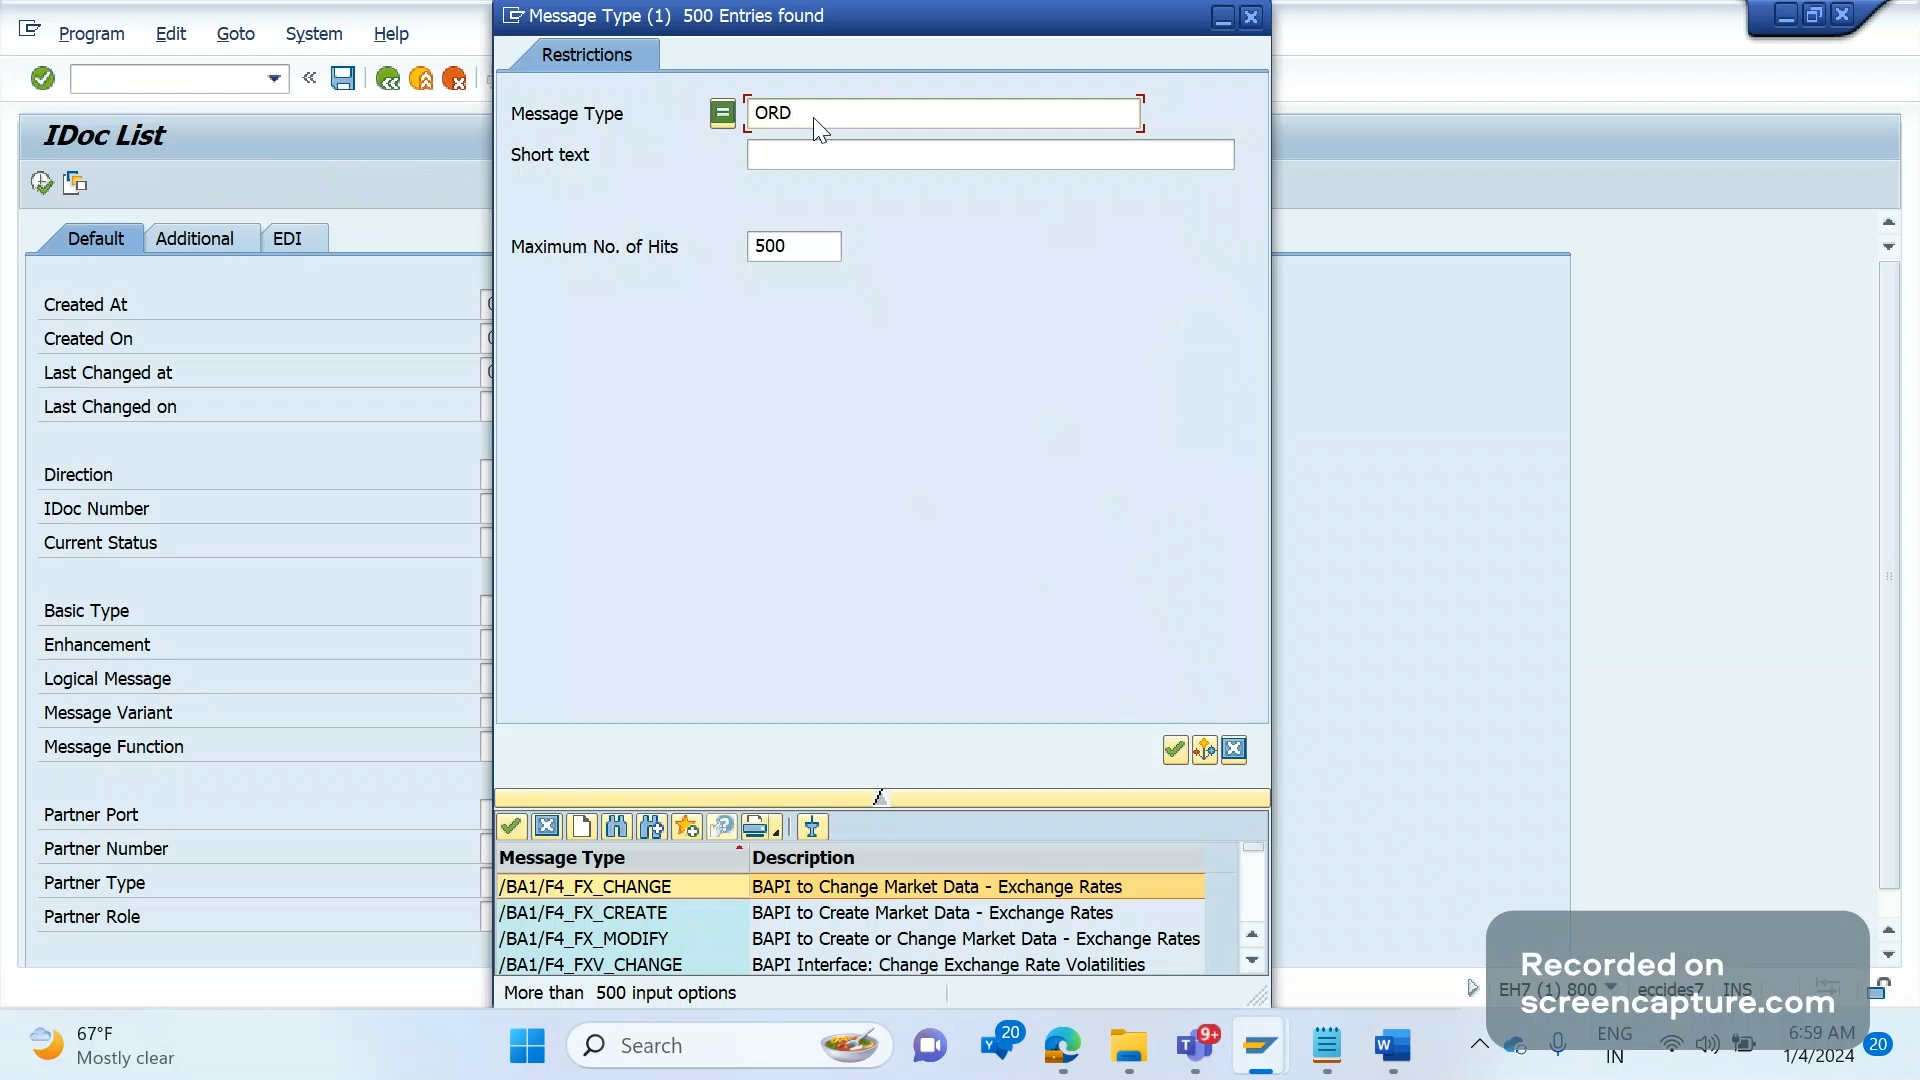 Message Type (1)   500 Entries found
Program
Edit
Goto
System
Help
Restrictions
Message Type
ORD
Short text
IDoc List
Default
Additional
EDI
Maximum No. of Hits
500
Created At
Created On
Last Changed at
Last Changed on
Direction
IDoc Number
Current Status
Basic Type
Enhancement
Logical Message
Message Variant
Message Function
Partner Port
Partner Number
Partner Type
Partner Role
Message Type
Description
/BA1/F4_FX_CHANGE
BAPI to Change Market Data - Exchange Rates
/BA1/F4_FX_CREATE
BAPI to Create Market Data - Exchange Rates
/BA1/F4_FX_MODIFY
BAPI to Create or Change Market Data - Exchange Rates
/BA1/F4_FXV_CHANGE
BAPI Interface: Change Exchange Rate Volatilities
More than   500 input options
EH7 (1) 800
eccides7
INS
Recorded on
screencapture.com
67°F
Mostly clear
Search
20
9+
ENG
IN
6:59 AM
1/4/2024
20